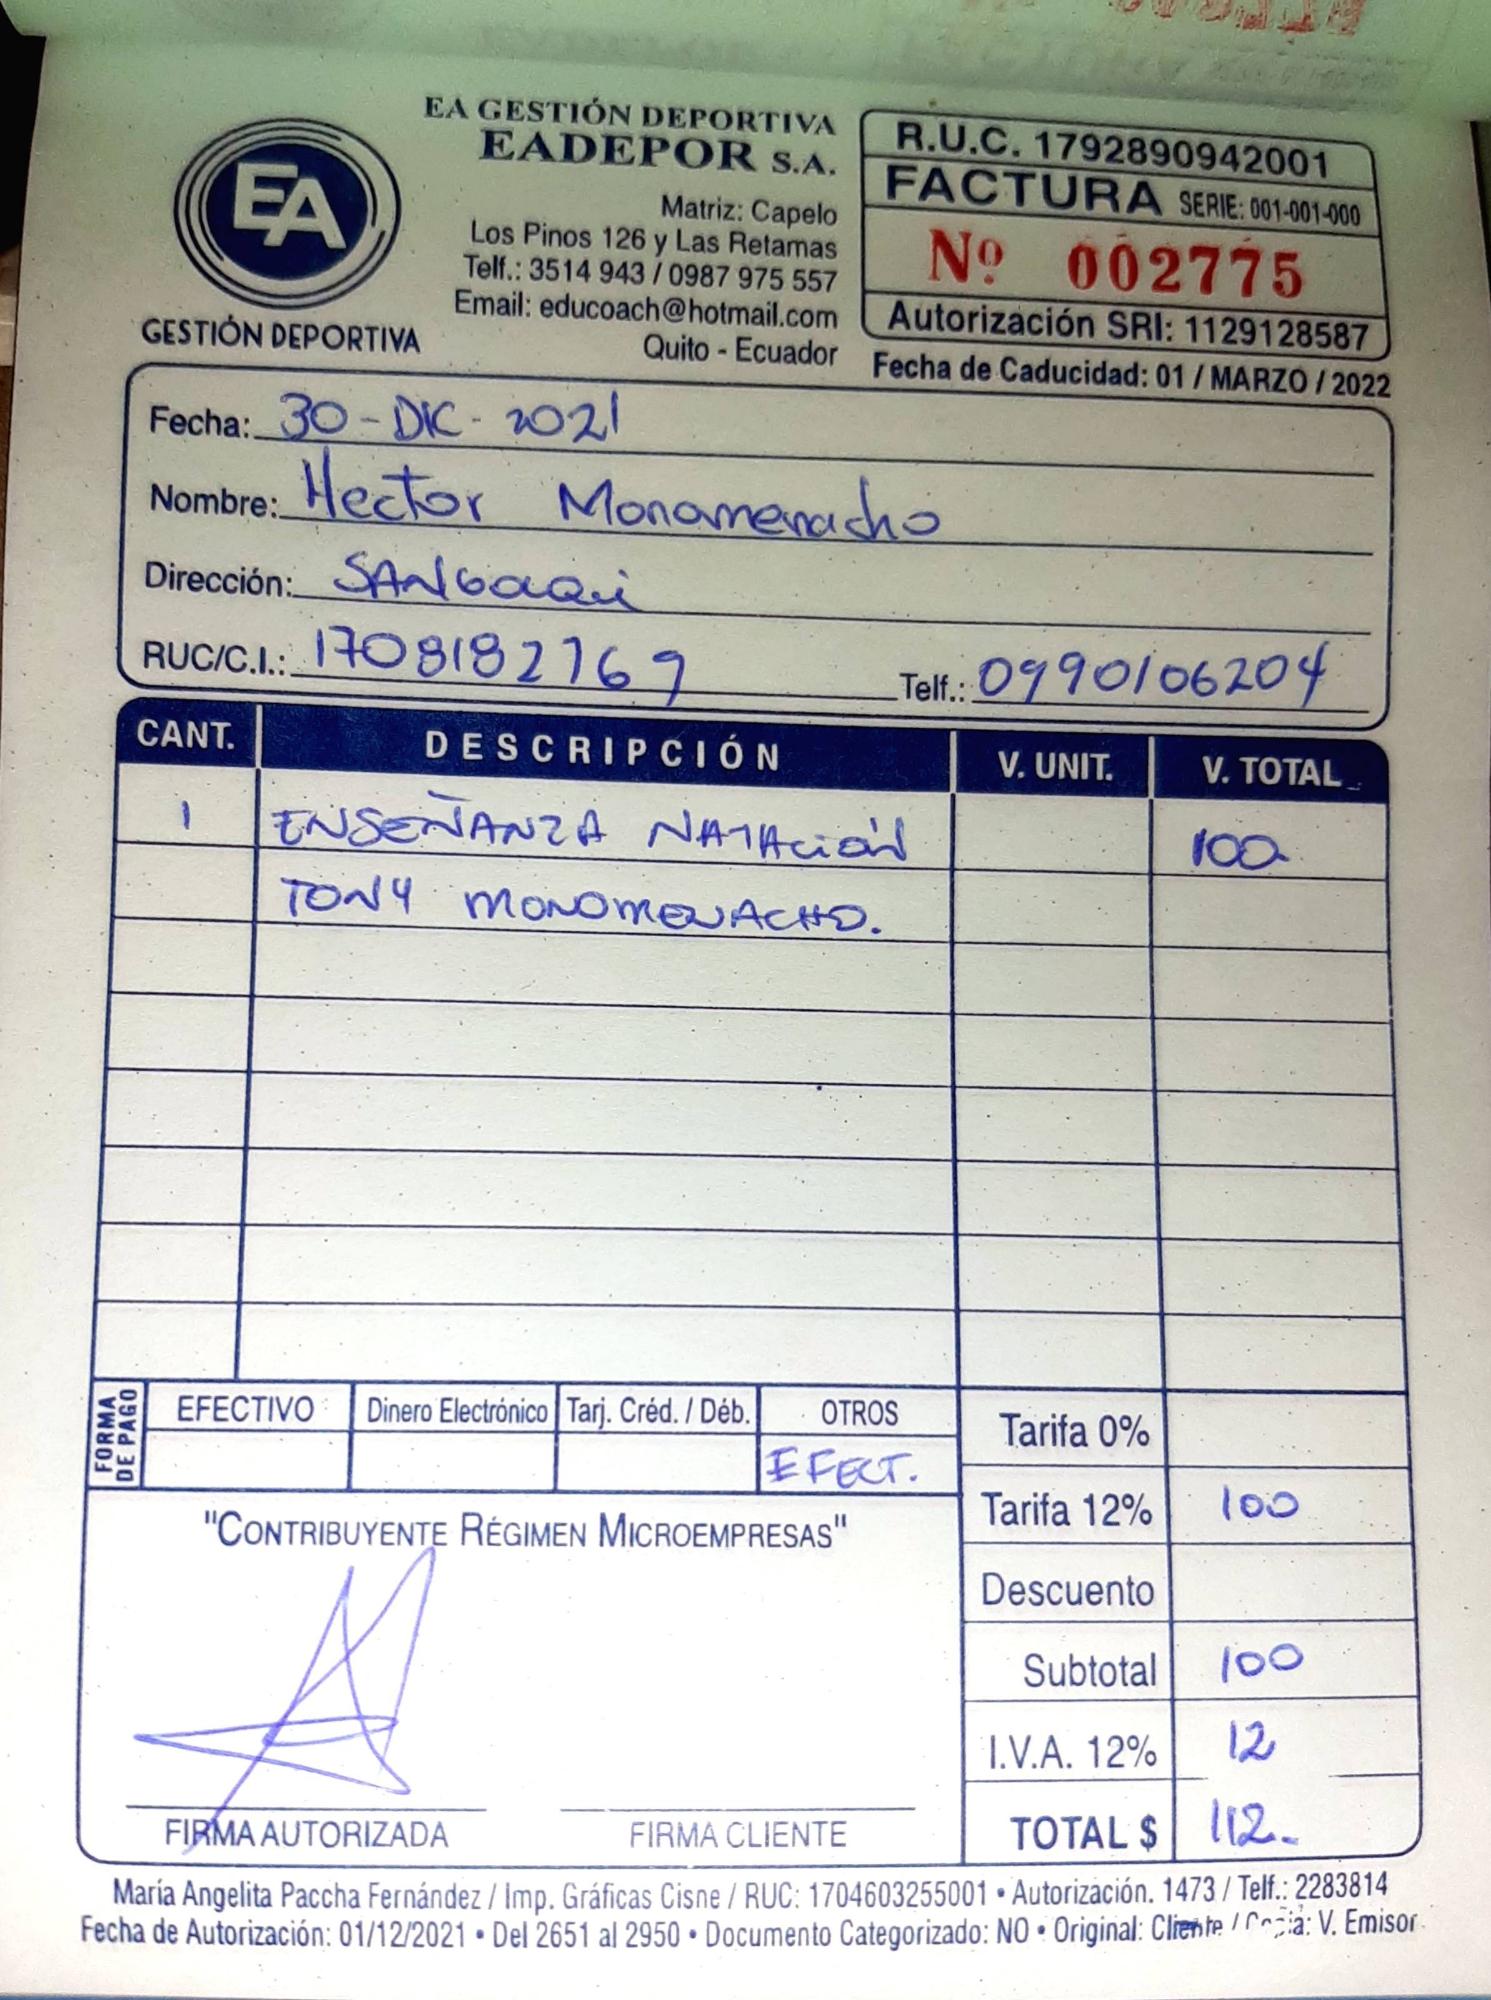 EA GESTIÓN DEPORTIVA
EADEPOR S.A.
Matriz: Capelo
Los Pinos 126 y Las Retamas
Telf.: 3514 943 / 0987 975 557
Email: educoach@hotmail.com
Quito - Ecuador
EA
GESTIÓN DEPORTIVA
R.U.C. 1792890942001
FACTURA SERIE: 001-001-000
Nº 002775
Autorización SRI: 1129128587
Fecha de Caducidad: 01 / MARZO / 2022
Fecha: 30-DIC-2021
Nombre: Hector Monamenacho
Dirección: SANGOLQUI
RUC/C.I.: 1708182769 Telf.: 0990106204
CANT. DESCRIPCIÓN V. UNIT. V. TOTAL
1 ENSEÑANZA NATACIÓN 100-
TONY MONOMENACHO.
FORMA DE PAGO
EFECTIVO Dinero Electrónico Tarj. Créd. / Déb. OTROS
EFECT.
Tarifa 0%
Tarifa 12% 100
Descuento
Subtotal 100
I.V.A. 12% 12
TOTAL $ 112.-
"CONTRIBUYENTE RÉGIMEN MICROEMPRESAS"
FIRMA AUTORIZADA FIRMA CLIENTE
María Angelita Paccha Fernández / Imp. Gráficas Cisne / RUC: 1704603255001 • Autorización. 1473 / Telf.: 2283814
Fecha de Autorización: 01/12/2021 • Del 2651 al 2950 • Documento Categorizado: NO • Original: Cliente / Copia: V. Emisor